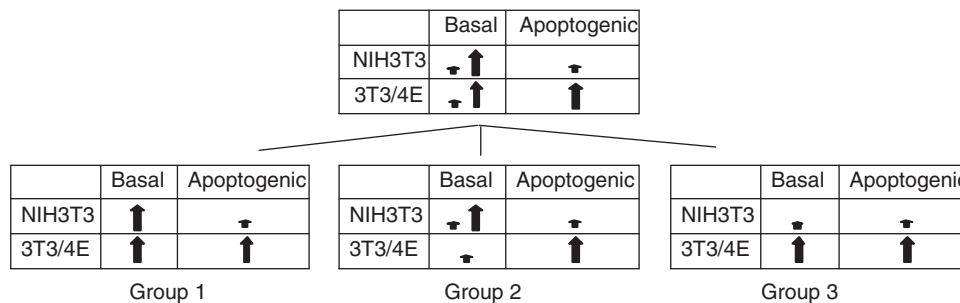 Basal Apoptogenic
NIH3T3
3T3/4E
Basal Apoptogenic
NIH3T3
3T3/4E
Group 1
Basal Apoptogenic
NIH3T3
3T3/4E
Group 2
Basal Apoptogenic
NIH3T3
3T3/4E
Group 3